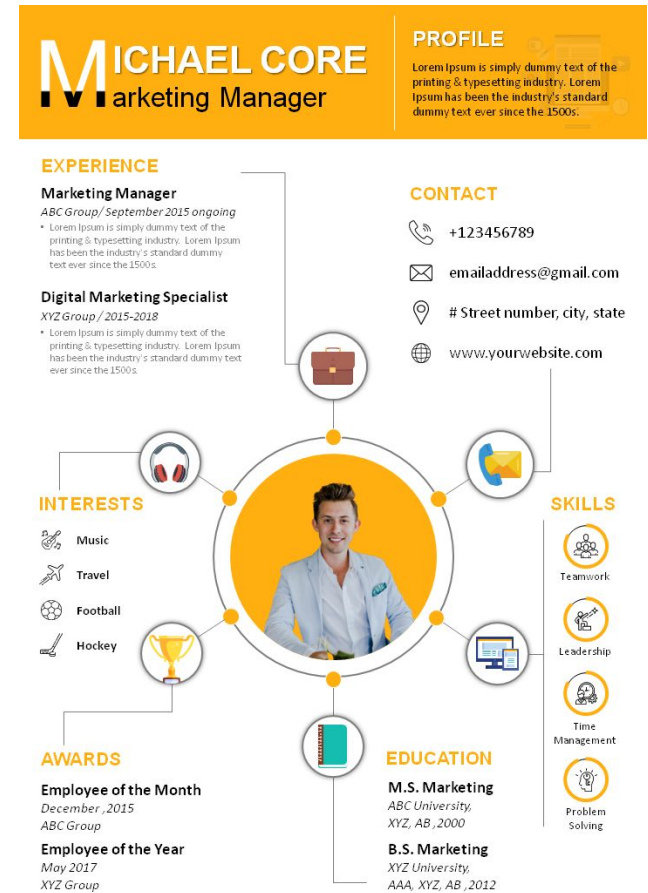 MICHAEL CORE
Marketing Manager
PROFILE
Lorem Ipsum is simply dummy text of the
printing & typesetting industry. Lorem
Ipsum has been the industry's standard
dummy text ever since the 1500s.
EXPERIENCE
Marketing Manager
ABC Group/ September 2015 ongoing
• Lorem Ipsum is simply dummy text of the
printing & typesetting industry. Lorem Ipsum
has been the industry's standard dummy
text ever since the 1500s.
Digital Marketing Specialist
XYZ Group / 2015-2018
• Lorem Ipsum is simply dummy text of the
printing & typesetting industry. Lorem Ipsum
has been the industry's standard dummy text
ever since the 1500s.
CONTACT
+123456789
emailaddress@gmail.com
# Street number, city, state
www.yourwebsite.com
INTERESTS
Music
Travel
Football
Hockey
SKILLS
Teamwork
Leadership
Time
Management
Problem
Solving
AWARDS
Employee of the Month
December ,2015
ABC Group
Employee of the Year
May 2017
XYZ Group
EDUCATION
M.S. Marketing
ABC University,
XYZ, AB ,2000
B.S. Marketing
XYZ University,
AAA, XYZ, AB ,2012